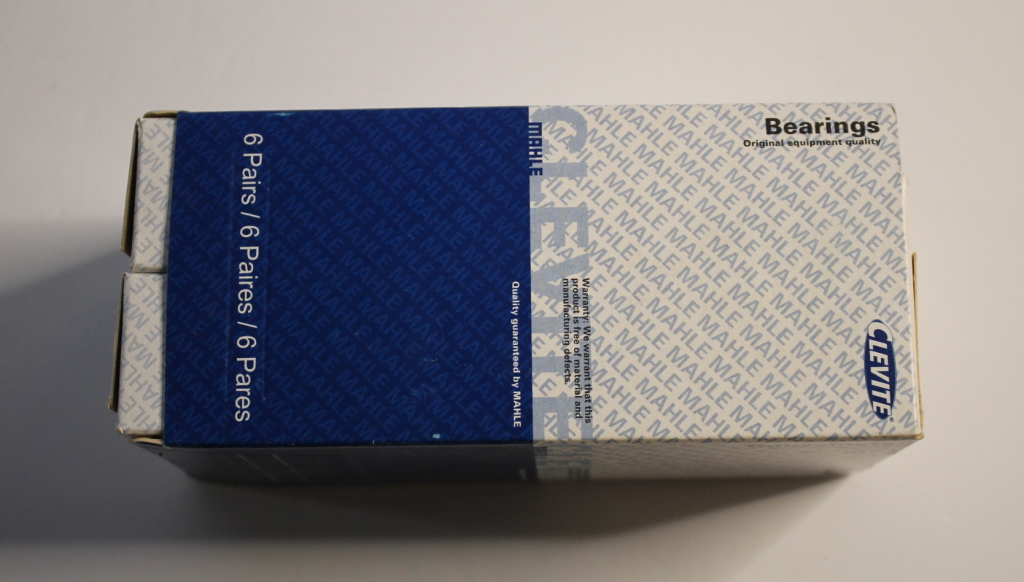 Bearings
Original equipment quality
6 Pairs / 6 Paires / 6 Pares
MAHLE
CLEVITE
Warranty: We warrant that this
product is free of material and
manufacturing defects.
Quality guaranteed by MAHLE
CLEVITE®